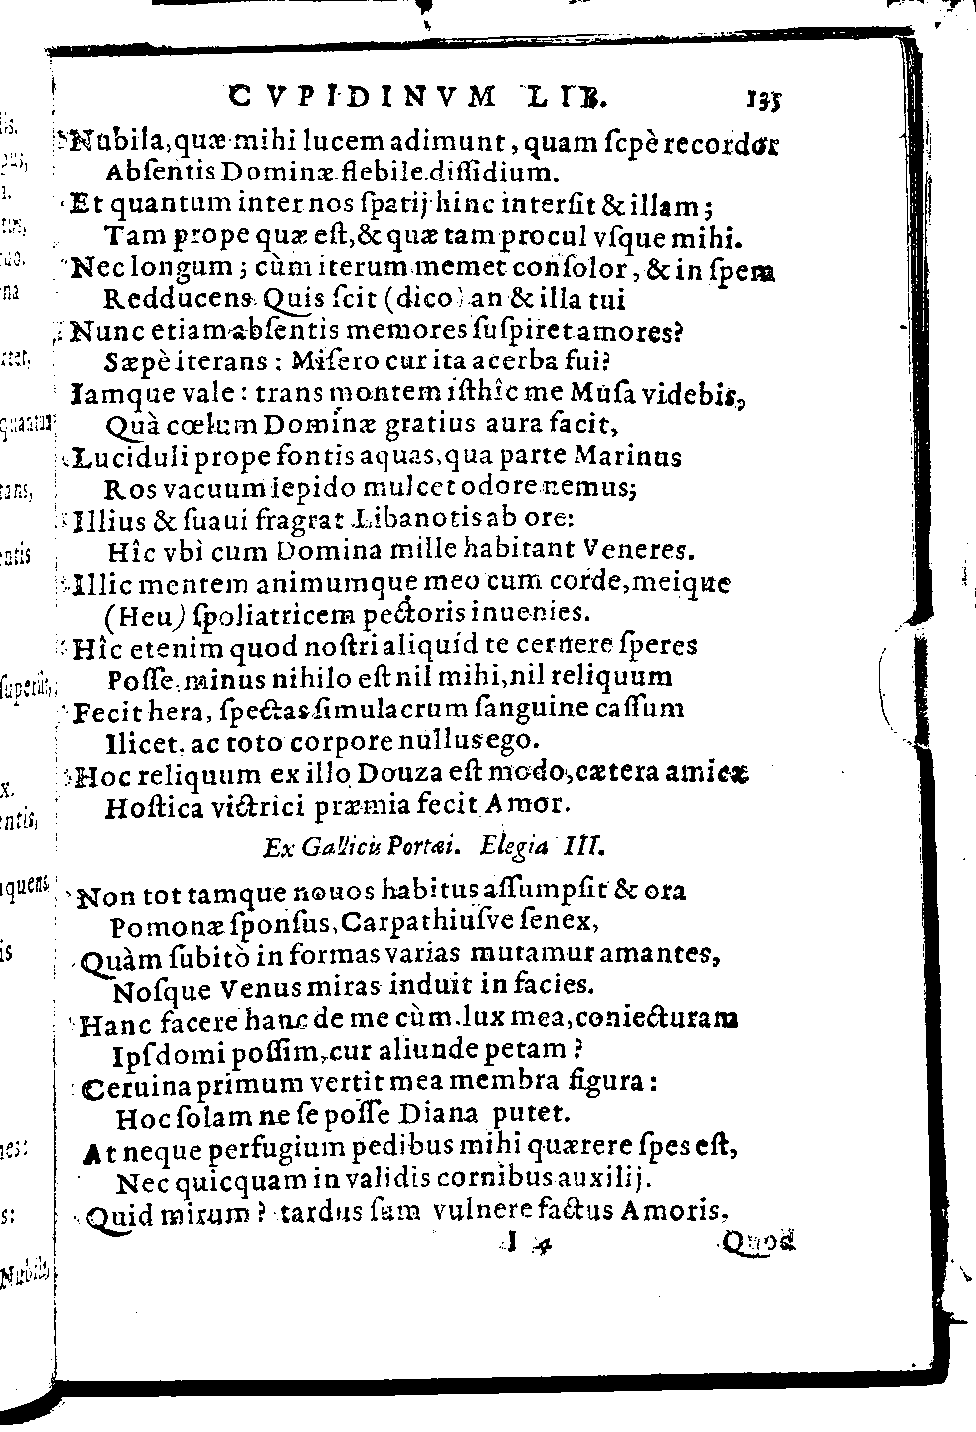 CVPIDINVM LIB. 135
Nubila, quæ mihi lucem adimunt, quam sępè recordor
Absentis Dominæ flebile dissidium.
Et quantum inter nos spatij hinc intersit & illam;
Tam prope quæ est, & quæ tam procul vsque mihi.
Nec longum; cùm iterum memet consolor, & in spem
Redducens. Quis scit (dico) an & illa tui
Nunc etiam absentis memores suspiret amores?
Sæpè iterans: Misero cur ita acerba fui?
Iamque vale: trans montem isthîc me Musa videbis,
Quà cœlum Dominæ gratius aura facit,
Luciduli prope fontis aquas, qua parte Marinus
Ros vacuum lepido mulcet odore nemus;
Illius & suaui fragrat Libanotis ab ore:
Hîc vbi cum Domina mille habitant Veneres.
Illic mentem animumque meo cum corde, meique
(Heu) spoliatricem pectoris inuenies.
Hîc etenim quod nostri aliquid te cernere speres
Posse, minus nihilo est nil mihi, nil reliquum
Fecit hera, spectas simulacrum sanguine cassum
Ilicet, ac toto corpore nullus ego.
Hoc reliquum ex illo Douza est modo, cætera amicæ
Hostica victrici præmia fecit Amor.
Ex Gallicis Portæi. Elegia III.
Non tot tamque nouos habitus assumpsit & ora
Pomonæ sponsus, Carpathiusve senex,
Quàm subitò in formas varias mutamur amantes,
Nosque Venus miras induit in facies.
Hanc facere hanc de me cùm lux mea, coniecturam
Ips domi possim, cur aliunde petam?
Ceruina primum vertit mea membra figura:
Hoc solam ne se posse Diana putet.
At neque perfugium pedibus mihi quærere spes est,
Nec quicquam in validis cornibus auxilij.
Quid mirum? tardus sum vulnere factus Amoris,
I 4 Quod